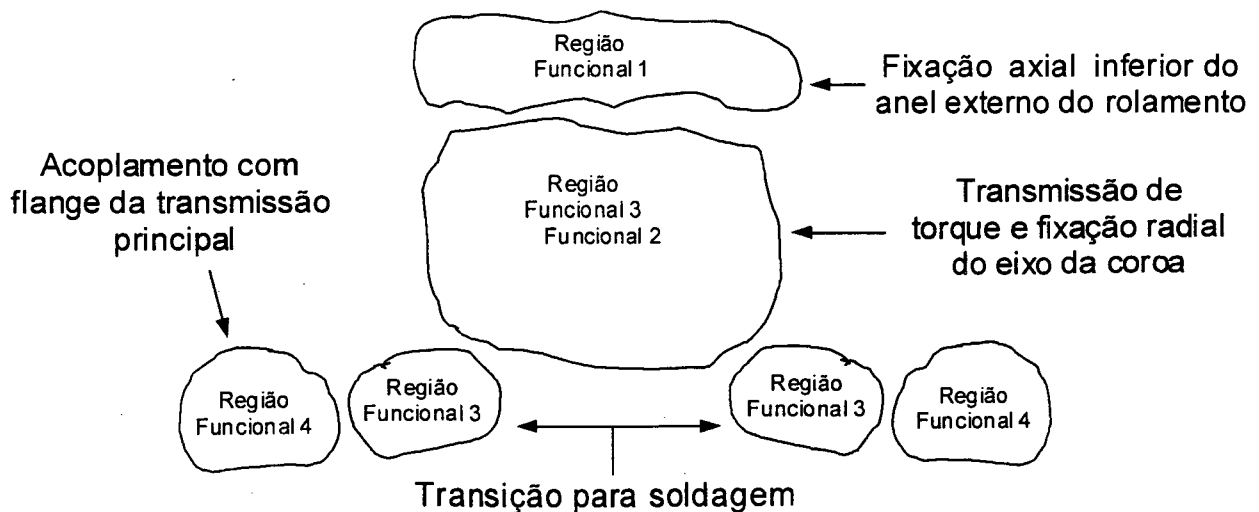 Região
Funcional 1
Fixação axial inferior do
anel externo do rolamento
Acoplamento com
flange da transmissão
principal
Região
Funcional 3
Funcional 2
Transmissão de
torque e fixação radial
do eixo da coroa
Região
Funcional 4
Região
Funcional 3
Região
Funcional 3
Região
Funcional 4
Transição para soldagem